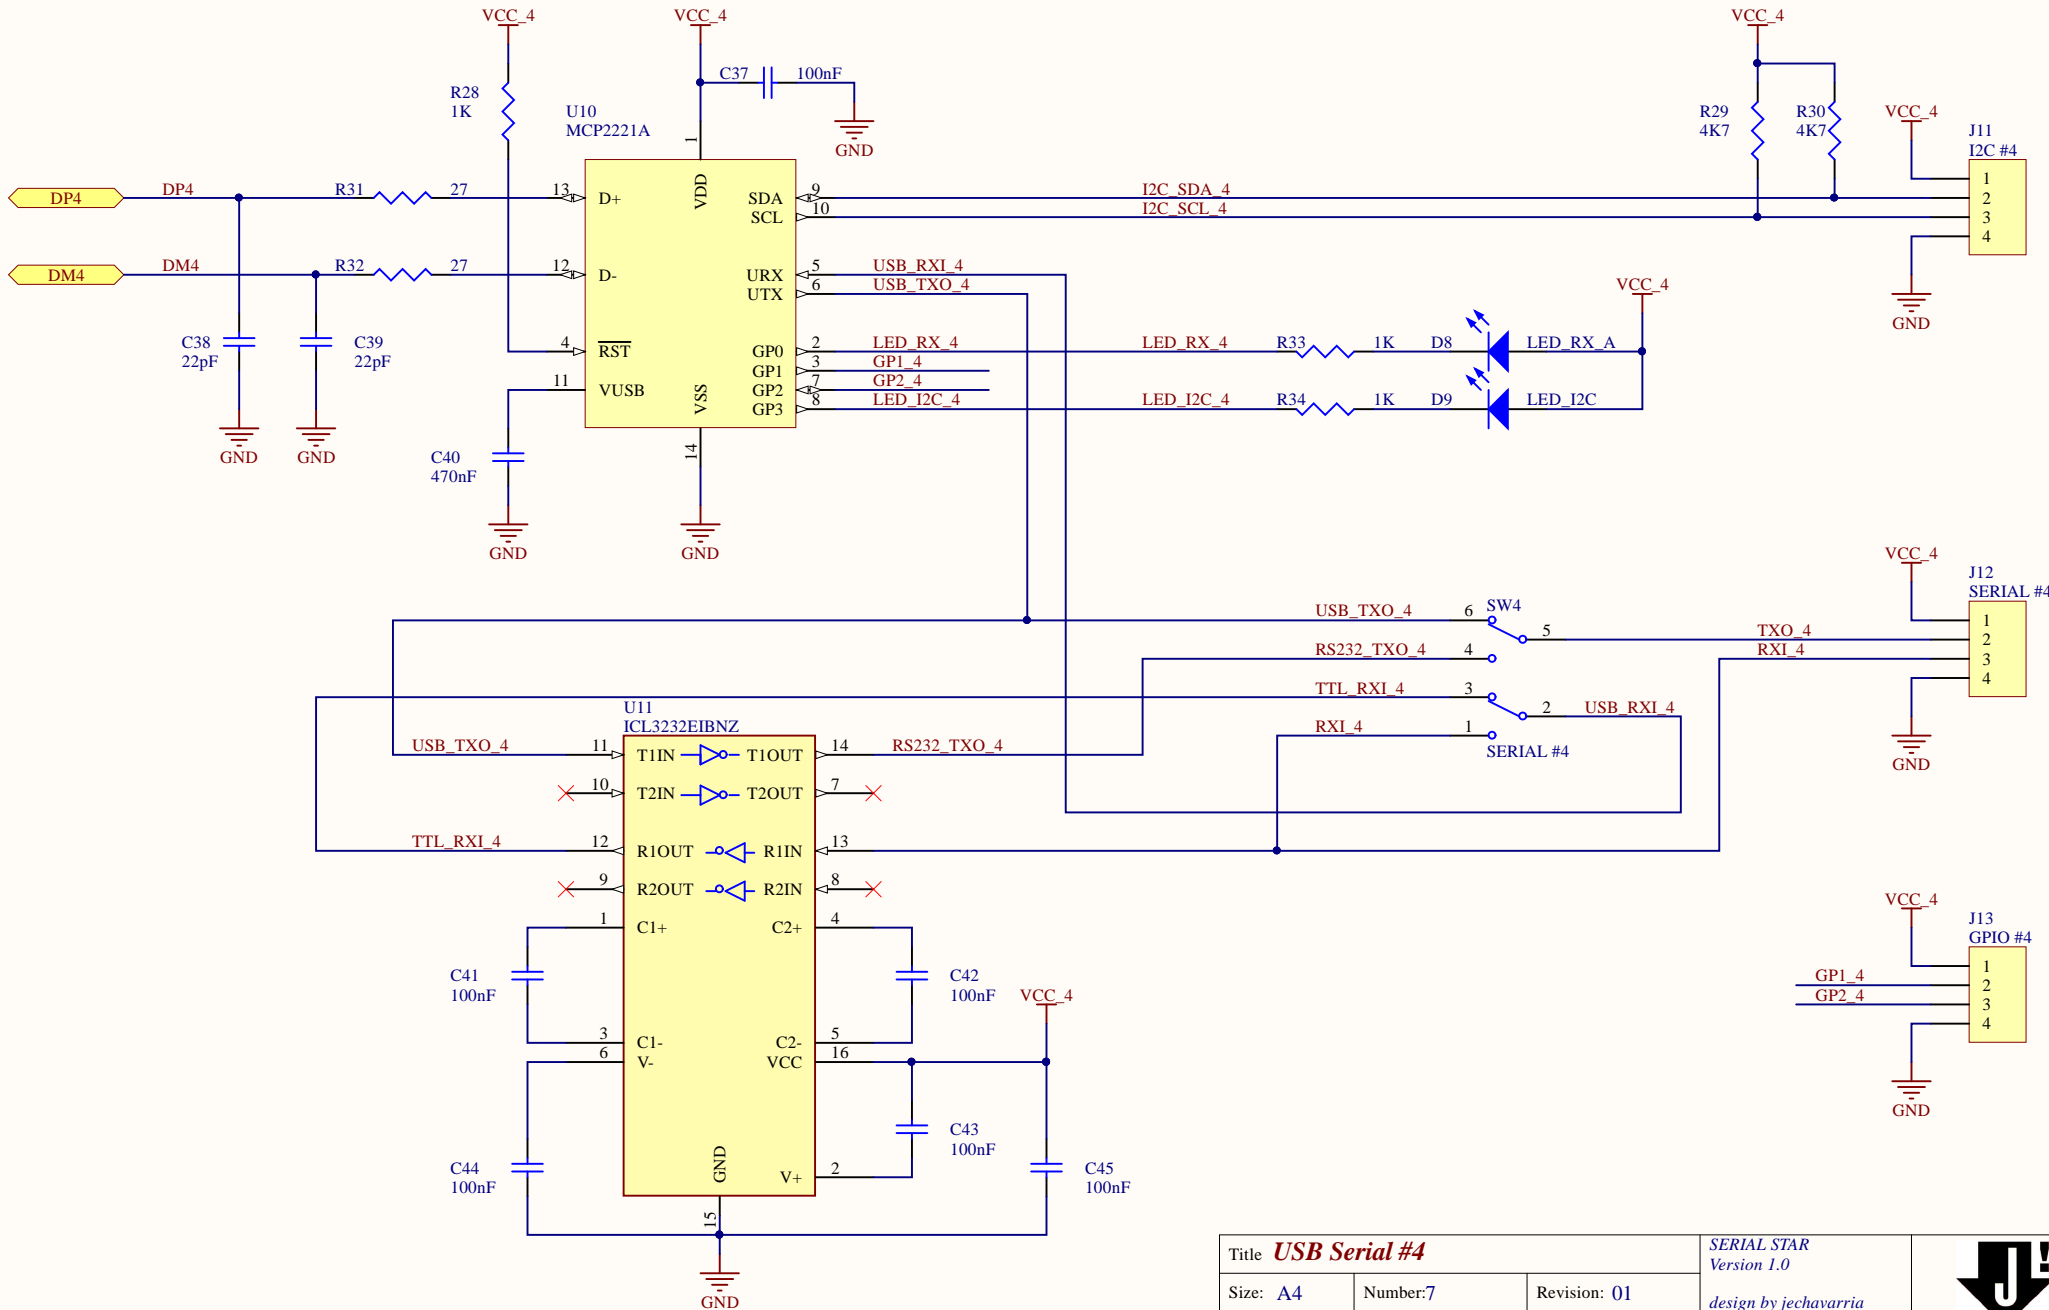 VCC_4
VCC_4
VCC_4
C37
100nF
R28
1K
U10
MCP2221A
GND
R29
4K7
R30
4K7
VCC_4
J11
I2C #4
1
2
3
4
GND
DP4
DP4
R31
27
13
D+
1
VDD
SDA
9
I2C_SDA_4
SCL
10
I2C_SCL_4
DM4
DM4
R32
27
12
D-
URX
5
USB_RXI_4
UTX
6
USB_TXO_4
VCC_4
C38
22pF
C39
22pF
4
RST
GP0
2
LED_RX_4
LED_RX_4
R33
1K
D8
LED_RX_A
GP1
3
GP1_4
11
VUSB
VSS
GP2
7
GP2_4
GP3
8
LED_I2C_4
LED_I2C_4
R34
1K
D9
LED_I2C
GND
GND
C40
470nF
14
GND
GND
VCC_4
J12
SERIAL #4
1
2
3
4
GND
USB_TXO_4
6
SW4
5
TXO_4
RS232_TXO_4
4
RXI_4
TTL_RXI_4
3
2
USB_RXI_4
RXI_4
1
SERIAL #4
U11
ICL3232EIBNZ
USB_TXO_4
11
T1IN
T1OUT
14
RS232_TXO_4
10
T2IN
T2OUT
7
TTL_RXI_4
12
R1OUT
R1IN
13
9
R2OUT
R2IN
8
1
C1+
C2+
4
C41
100nF
C42
100nF
VCC_4
3
C1-
C2-
5
6
V-
VCC
16
C43
100nF
C44
100nF
GND
V+
2
C45
100nF
15
GND
VCC_4
J13
GPIO #4
1
GP1_4
2
GP2_4
3
4
GND
Title USB Serial #4
SERIAL STAR
Version 1.0
Size: A4
Number:7
Revision: 01
design by jechavarria
J!